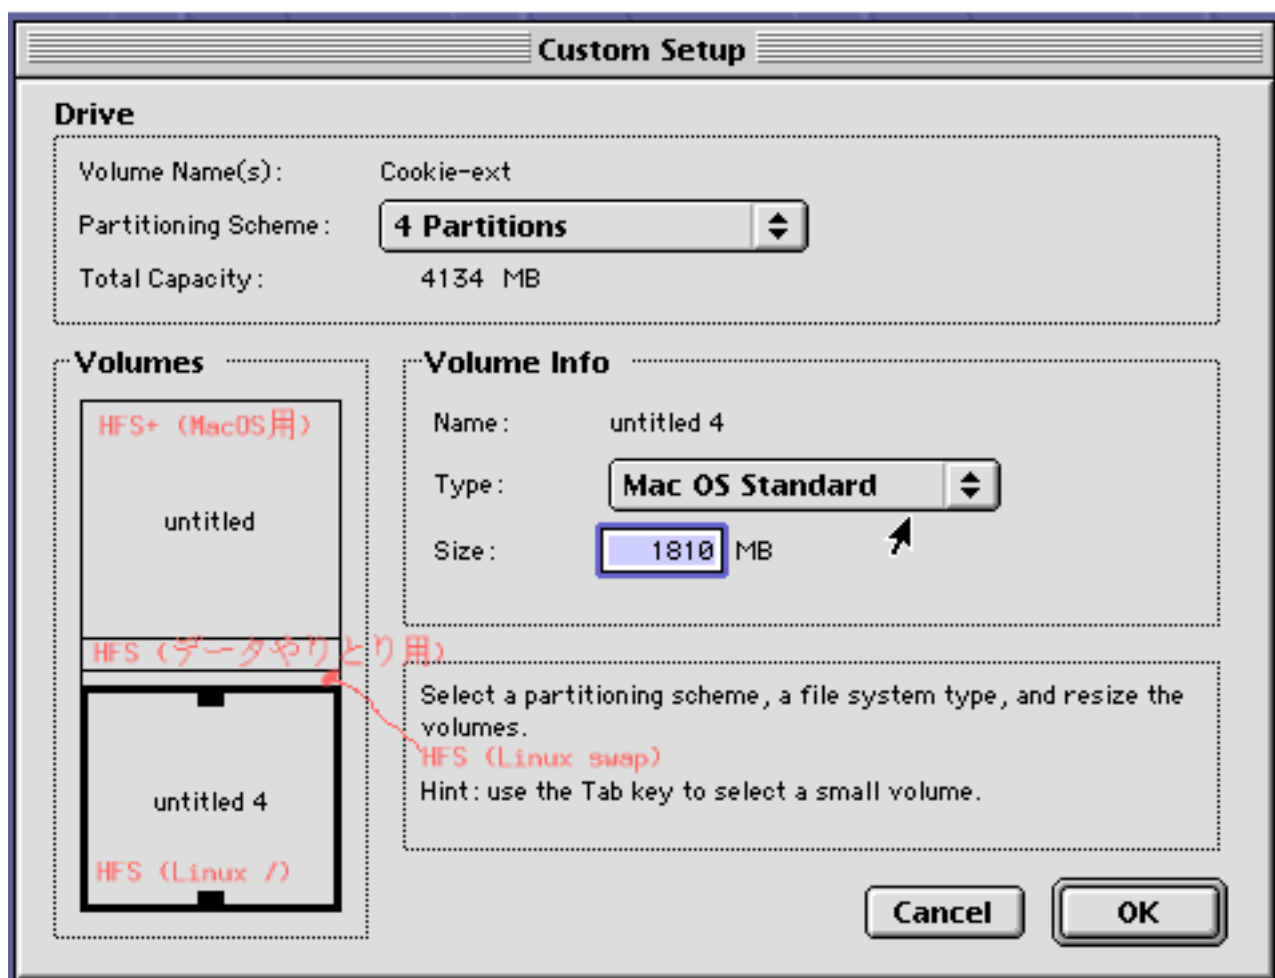 Custom Setup
Drive
Volume Name(s): Cookie-ext
Partitioning Scheme: 4 Partitions
Total Capacity: 4134 MB
Volumes
HFS+ (MacOS用)
untitled
HFS (データやりとり用)
untitled 4
HFS (Linux /)
Volume Info
Name: untitled 4
Type: Mac OS Standard
Size: 1810 MB
Select a partitioning scheme, a file system type, and resize the
volumes.
HFS (Linux swap)
Hint: use the Tab key to select a small volume.
Cancel
OK